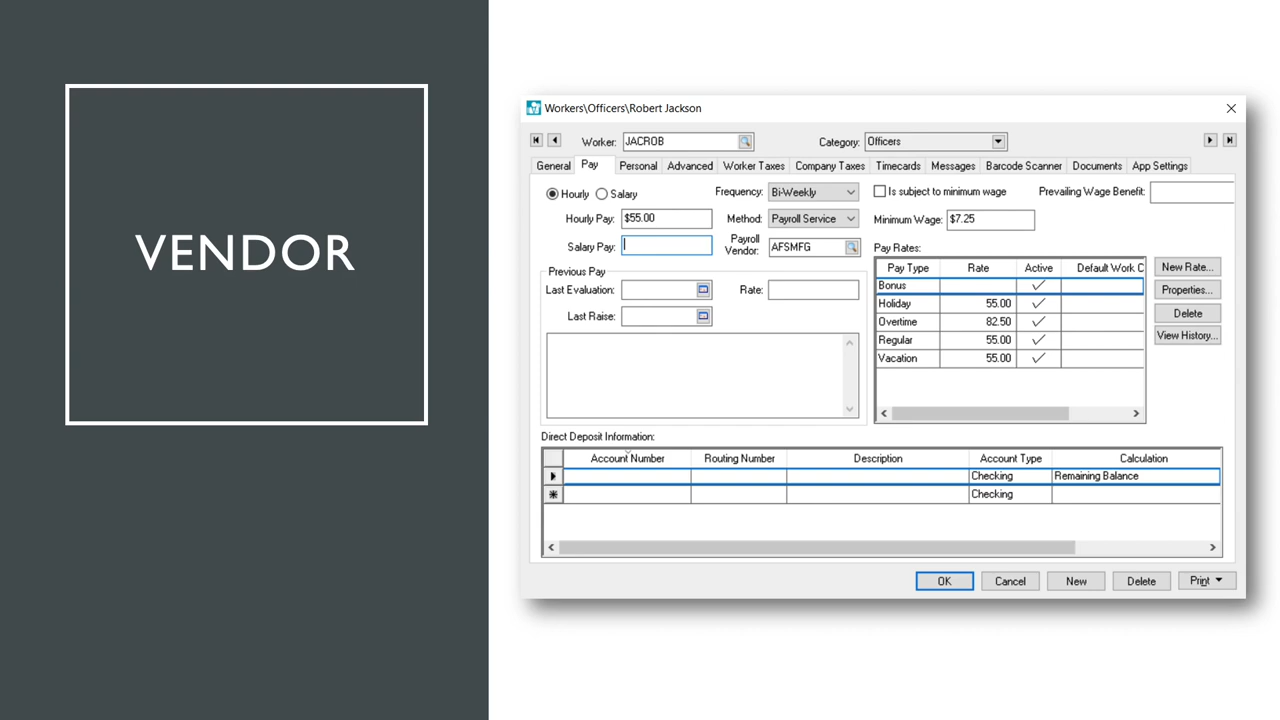 VENDOR
Workers\Officers\Robert Jackson
Worker: JACROB Category: Officers
General Pay Personal Advanced Worker Taxes Company Taxes Timecards Messages Barcode Scanner Documents App Settings
Hourly Salary Frequency: Bi-Weekly Is subject to minimum wage Prevailing Wage Benefit:
Hourly Pay: $55.00 Method: Payroll Service Minimum Wage: $7.25
Salary Pay: Payroll Vendor: AFSMFG Pay Rates:
Pay Type Rate Active Default Work C New Rate...
Previous Pay
Bonus
Last Evaluation: Rate: Properties...
Holiday 55.00
Last Raise: Delete
Overtime 82.50
Regular 55.00 View History...
Vacation 55.00
Direct Deposit Information:
Account Number Routing Number Description Account Type Calculation
Checking Remaining Balance
Checking
OK Cancel New Delete Print